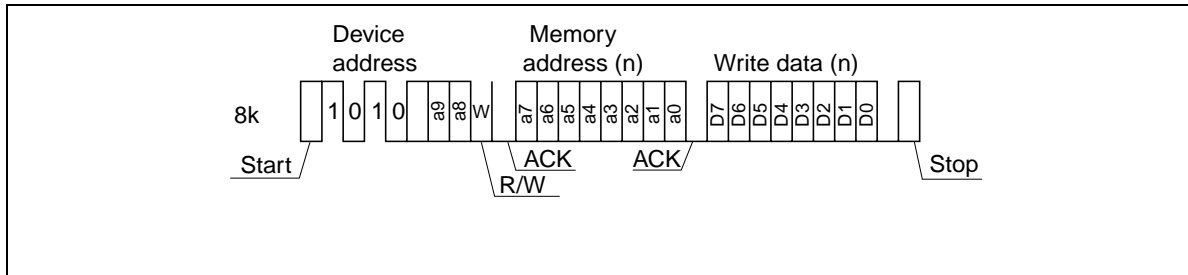 Device
address
Memory
address (n)
Write data (n)
8k
1 0 1 0 a9 a8 W a7 a6 a5 a4 a3 a2 a1 a0 D7 D6 D5 D4 D3 D2 D1 D0
Start
ACK
ACK
Stop
R/W